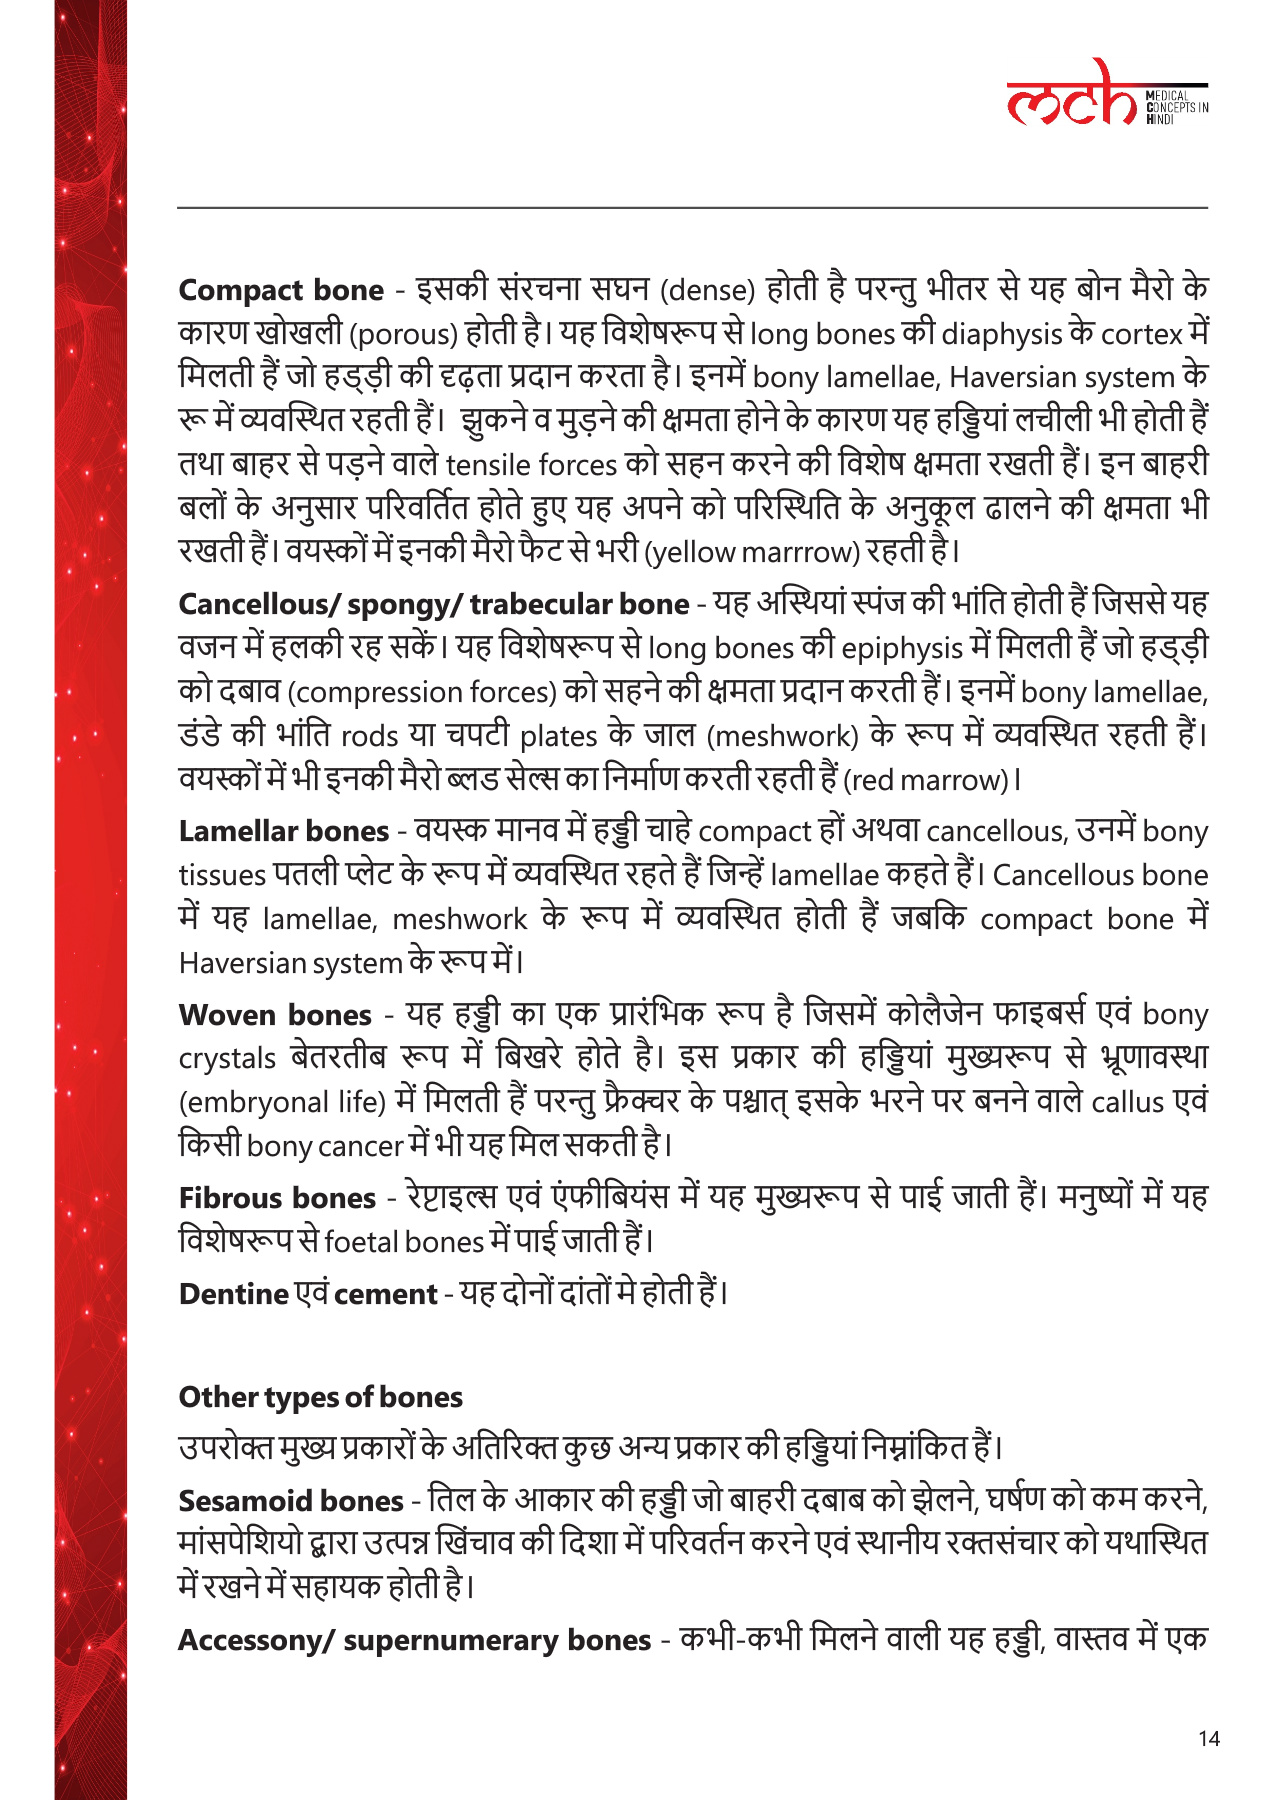 mch MEDICAL
CONCEPTS IN
HINDI
Compact bone - इसकी संरचना सघन (dense) होती है परन्तु भीतर से यह बोन मैरो के
कारण खोखली (porous) होती है। यह विशेषरूप से long bones की diaphysis के cortex में
मिलती हैं जो हड्ड़ी की दृढ़ता प्रदान करता है। इनमें bony lamellae, Haversian system के
रू में व्यवस्थित रहती हैं। झुकने व मुड़ने की क्षमता होने के कारण यह हड्डियां लचीली भी होती हैं
तथा बाहर से पड़ने वाले tensile forces को सहन करने की विशेष क्षमता रखती हैं। इन बाहरी
बलों के अनुसार परिवर्तित होते हुए यह अपने को परिस्थिति के अनुकूल ढालने की क्षमता भी
रखती हैं। वयस्कों में इनकी मैरो फैट से भरी (yellow marrrow) रहती है।
Cancellous/ spongy/ trabecular bone - यह अस्थियां स्पंज की भांति होती हैं जिससे यह
वजन में हलकी रह सकें। यह विशेषरूप से long bones की epiphysis में मिलती हैं जो हड्ड़ी
को दबाव (compression forces) को सहने की क्षमता प्रदान करती हैं। इनमें bony lamellae,
डंडे की भांति rods या चपटी plates के जाल (meshwork) के रूप में व्यवस्थित रहती हैं।
वयस्कों में भी इनकी मैरो ब्लड सेल्स का निर्माण करती रहती हैं (red marrow) ।
Lamellar bones - वयस्क मानव में हड्डी चाहे compact हों अथवा cancellous, उनमें bony
tissues पतली प्लेट के रूप में व्यवस्थित रहते हैं जिन्हें lamellae कहते हैं। Cancellous bone
में यह lamellae, meshwork के रूप में व्यवस्थित होती हैं जबकि compact bone में
Haversian system के रूप में।
Woven bones - यह हड्डी का एक प्रारंभिक रूप है जिसमें कोलैजेन फाइबर्स एवं bony
crystals बेतरतीब रूप में बिखरे होते है। इस प्रकार की हड्डियां मुख्यरूप से भ्रूणावस्था
(embryonal life) में मिलती हैं परन्तु फ्रैक्चर के पश्चात् इसके भरने पर बनने वाले callus एवं
किसी bony cancer में भी यह मिल सकती है।
Fibrous bones - रेप्टाइल्स एवं एंफीबियंस में यह मुख्यरूप से पाई जाती हैं। मनुष्यों में यह
विशेषरूप से foetal bones में पाई जाती हैं।
Dentine एवं cement - यह दोनों दांतों मे होती हैं।
Other types of bones
उपरोक्त मुख्य प्रकारों के अतिरिक्त कुछ अन्य प्रकार की हड्डियां निम्नांकित हैं।
Sesamoid bones - तिल के आकार की हड्डी जो बाहरी दबाब को झेलने, घर्षण को कम करने,
मांसपेशियो द्वारा उत्पन्न खिंचाव की दिशा में परिवर्तन करने एवं स्थानीय रक्तसंचार को यथास्थित
में रखने में सहायक होती है।
Accessony/ supernumerary bones - कभी-कभी मिलने वाली यह हड्डी, वास्तव में एक
14